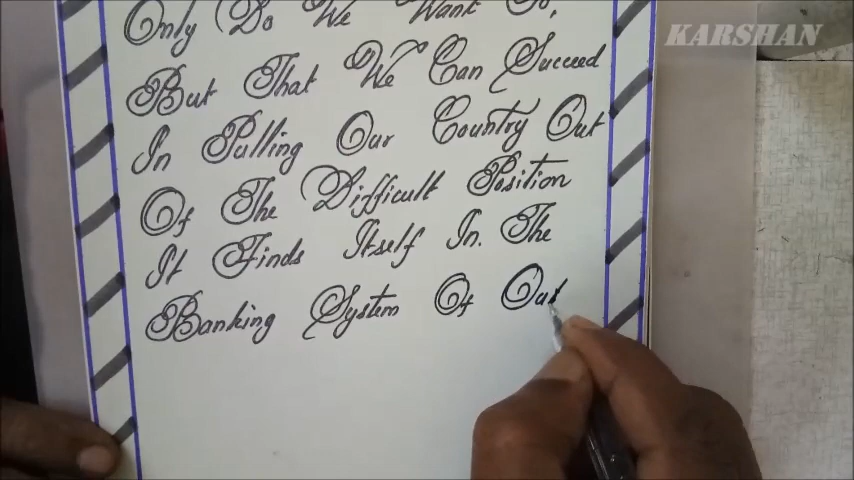 KARSHAN
Only Do We Want To,
But That We Can Succeed
In Pulling Our Country Out
Of The Difficult Position
It Finds Itself In. The
Banking System Of